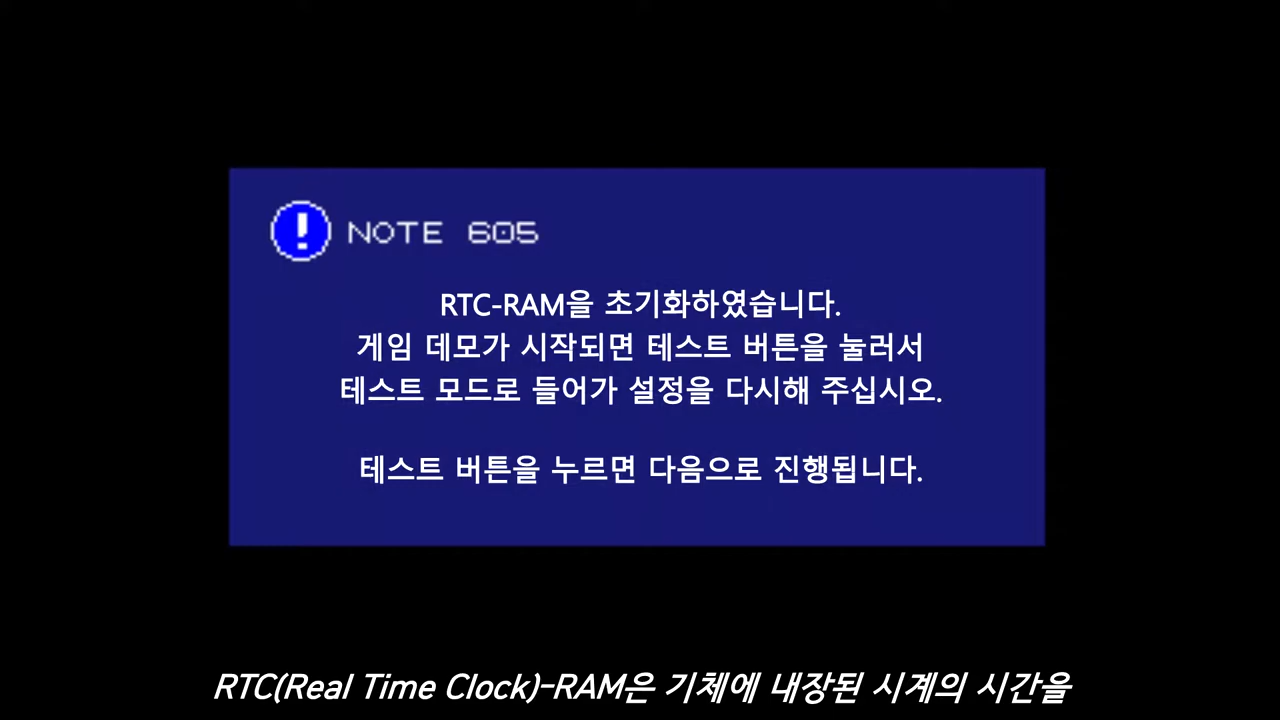 !
NOTE 605
RTC-RAM을 초기화하였습니다.
게임 데모가 시작되면 테스트 버튼을 눌러서
테스트 모드로 들어가 설정을 다시해 주십시오.
테스트 버튼을 누르면 다음으로 진행됩니다.
RTC(Real Time Clock)-RAM은 기체에 내장된 시계의 시간을